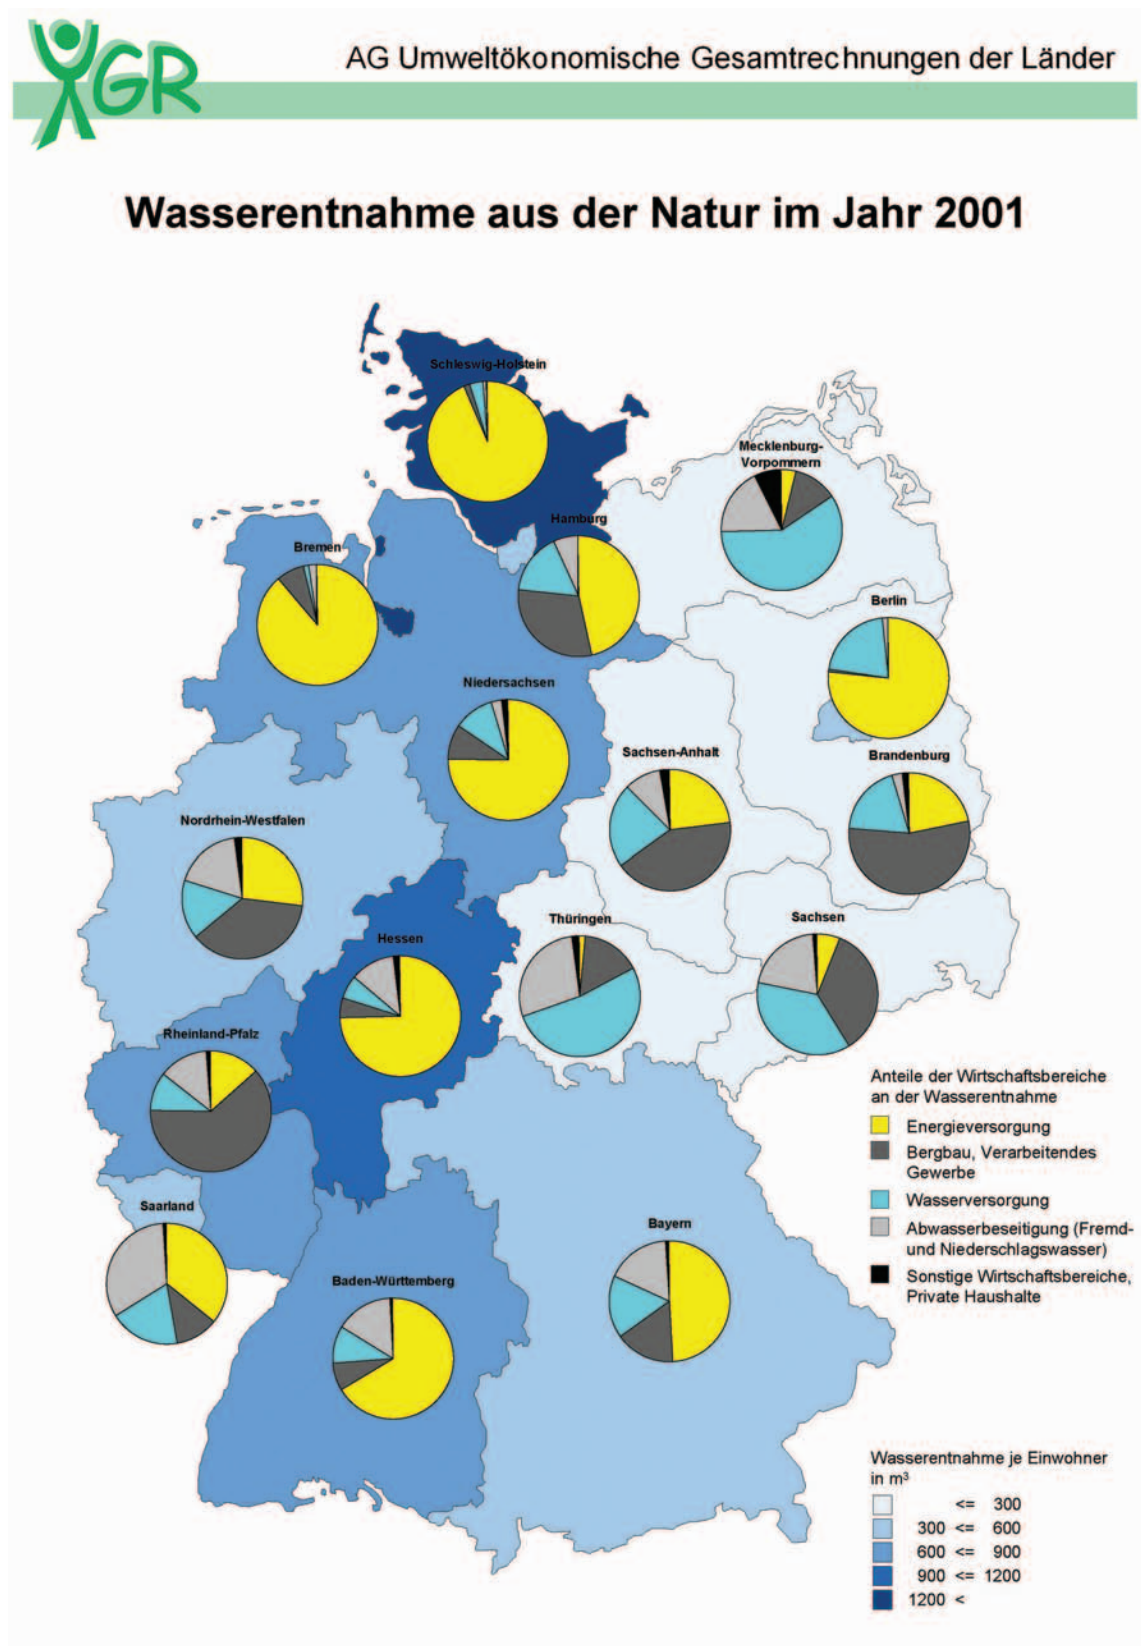 UGR
AG Umweltökonomische Gesamtrechnungen der Länder
Wasserentnahme aus der Natur im Jahr 2001
Schleswig-Holstein
Mecklenburg-
Vorpommern
Hamburg
Bremen
Berlin
Niedersachsen
Sachsen-Anhalt
Brandenburg
Nordrhein-Westfalen
Thüringen
Sachsen
Hessen
Rheinland-Pfalz
Saarland
Bayern
Baden-Württemberg
Anteile der Wirtschaftsbereiche
an der Wasserentnahme
Energieversorgung
Bergbau, Verarbeitendes
Gewerbe
Wasserversorgung
Abwasserbeseitigung (Fremd-
und Niederschlagswasser)
Sonstige Wirtschaftsbereiche,
Private Haushalte
Wasserentnahme je Einwohner
in m³
<= 300
300 <= 600
600 <= 900
900 <= 1200
1200 <